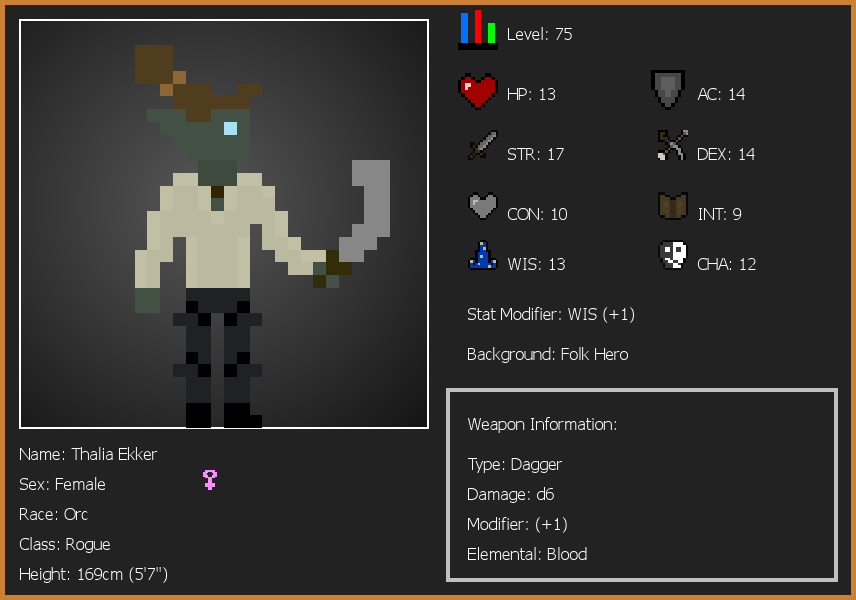 Level: 75
HP: 13
AC: 14
STR: 17
DEX: 14
CON: 10
INT: 9
WIS: 13
CHA: 12
Stat Modifier: WIS (+1)
Background: Folk Hero
Weapon Information:
Type: Dagger
Damage: d6
Modifier: (+1)
Elemental: Blood
Name: Thalia Ekker
Sex: Female
Race: Orc
Class: Rogue
Height: 169cm (5'7")